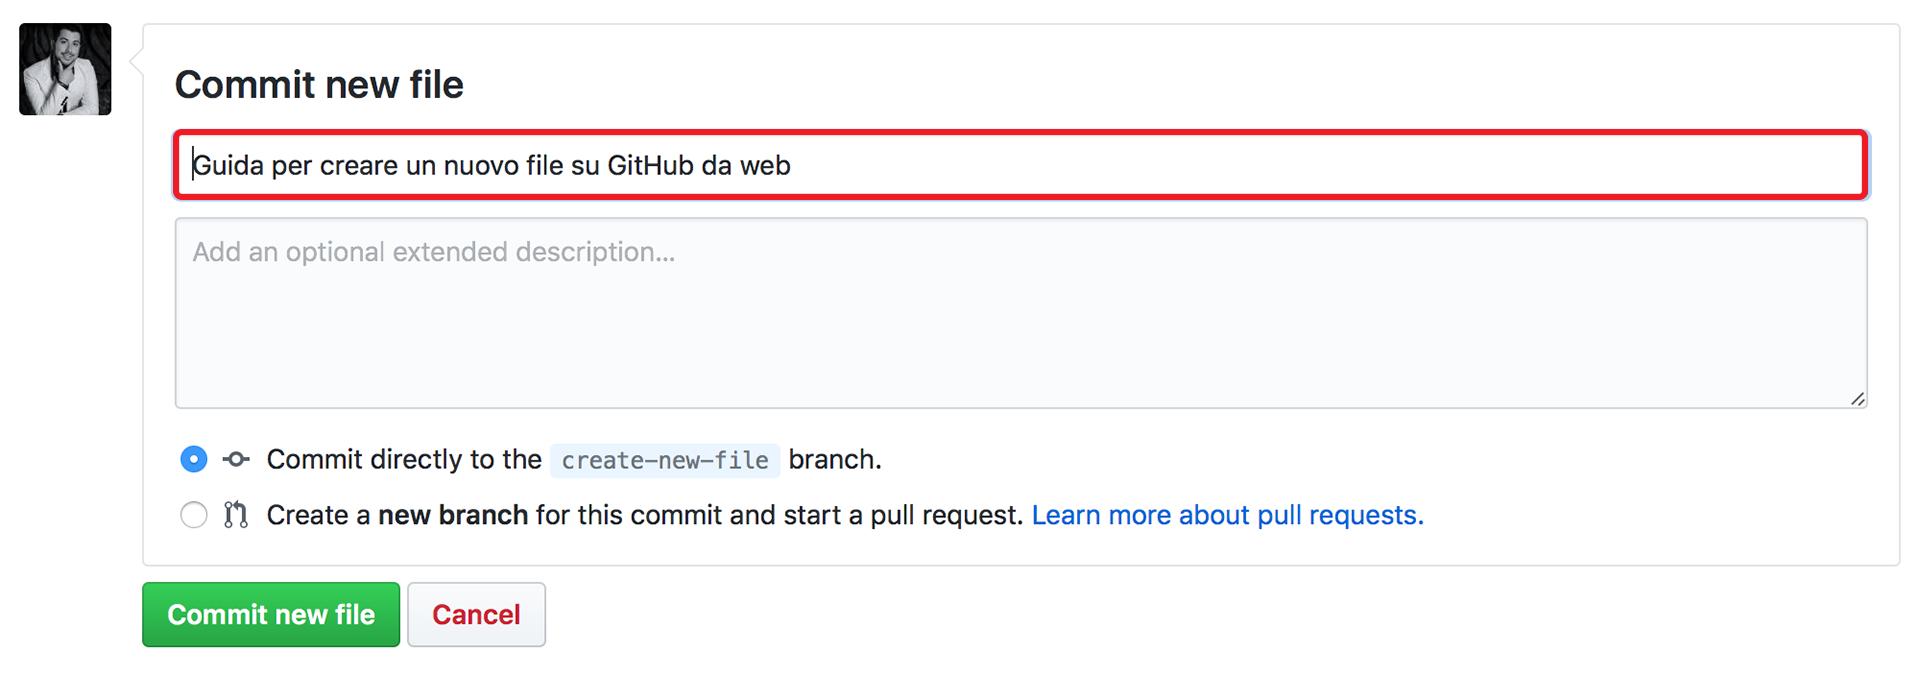 Commit new file
Guida per creare un nuovo file su GitHub da web
Add an optional extended description...
Commit directly to the create-new-file branch.
Create a new branch for this commit and start a pull request. Learn more about pull requests.
Commit new file
Cancel